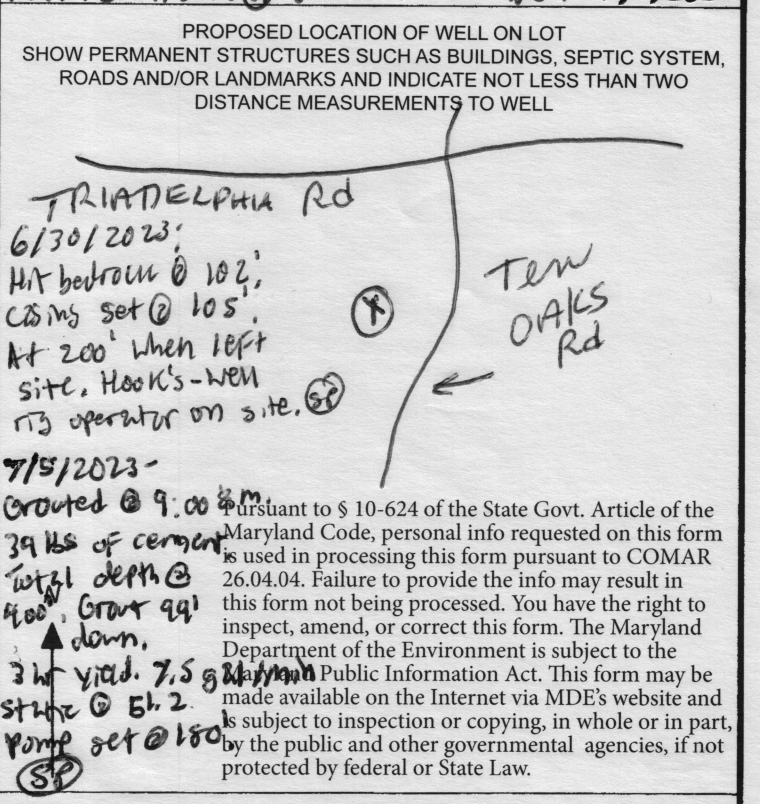 PROPOSED LOCATION OF WELL ON LOT
SHOW PERMANENT STRUCTURES SUCH AS BUILDINGS, SEPTIC SYSTEM,
ROADS AND/OR LANDMARKS AND INDICATE NOT LESS THAN TWO
DISTANCE MEASUREMENTS TO WELL
TRIADELPHIA Rd
6/30/2023:
Hit bedrock @ 102',
casing set @ 105',
At 200' when left
site. Hook's-well
rig operator on site. SP
X
Ten
OAKS
Rd
7/5/2023-
Grouted @ 9:00 am.
39 lbs of cement
Total depth @
400'. Grout 99'
down.
3 hr yield. 7.5 gal/min
static @ 51.2
pump set @ 180'.
SP
N
Pursuant to § 10-624 of the State Govt. Article of the
Maryland Code, personal info requested on this form
is used in processing this form pursuant to COMAR
26.04.04. Failure to provide the info may result in
this form not being processed. You have the right to
inspect, amend, or correct this form. The Maryland
Department of the Environment is subject to the
Maryland Public Information Act. This form may be
made available on the Internet via MDE's website and
is subject to inspection or copying, in whole or in part,
by the public and other governmental agencies, if not
protected by federal or State Law.